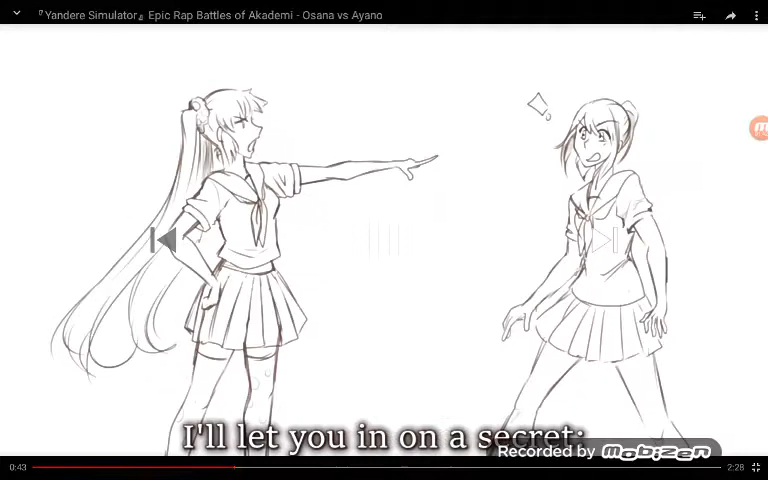 『Yandere Simulator』Epic Rap Battles of Akademi - Osana vs Ayano
I'll let you in on a secret:
Recorded by mobizen
0:43
2:28